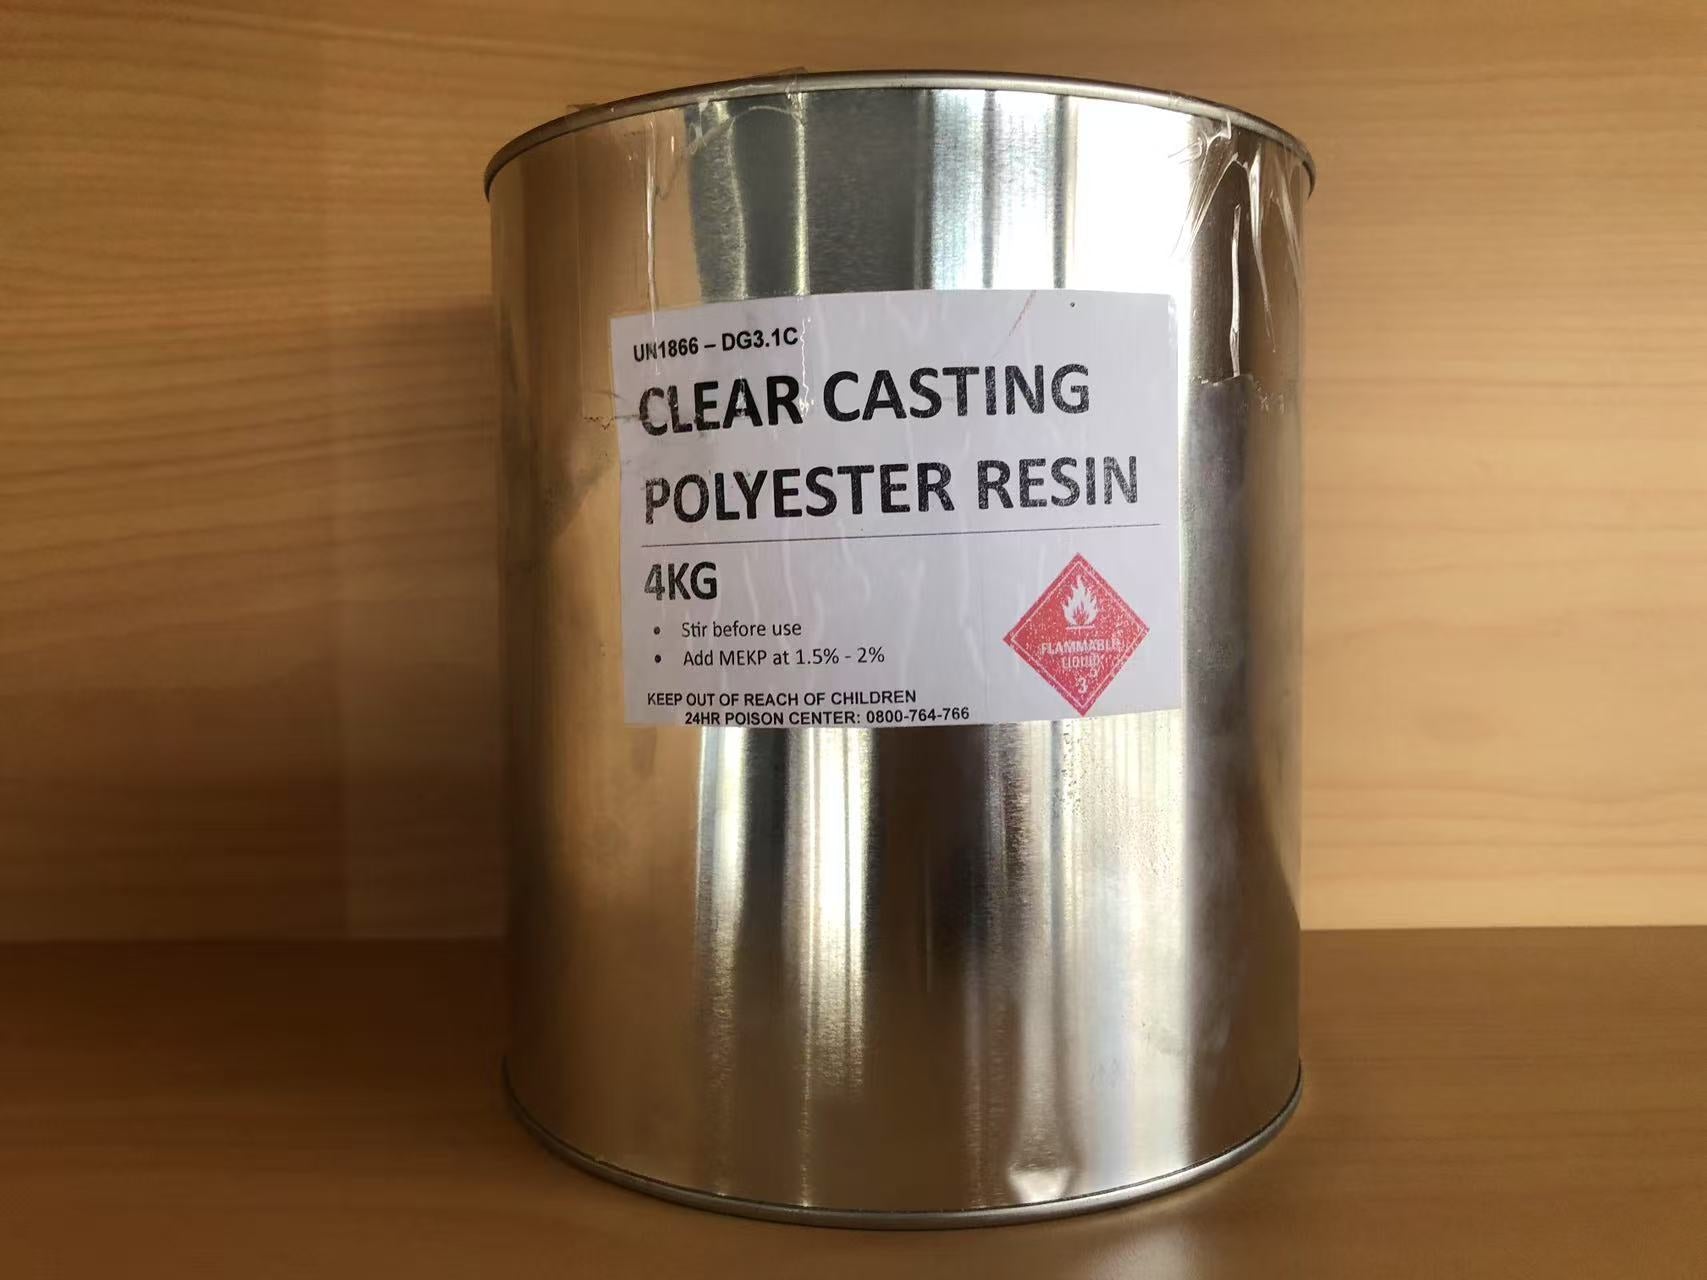 UN1866 – DG3.1C
CLEAR CASTING
POLYESTER RESIN
4KG
• Stir before use
• Add MEKP at 1.5% - 2%
FLAMMABLE
LIQUID
3
KEEP OUT OF REACH OF CHILDREN
24HR POISON CENTER: 0800-764-766